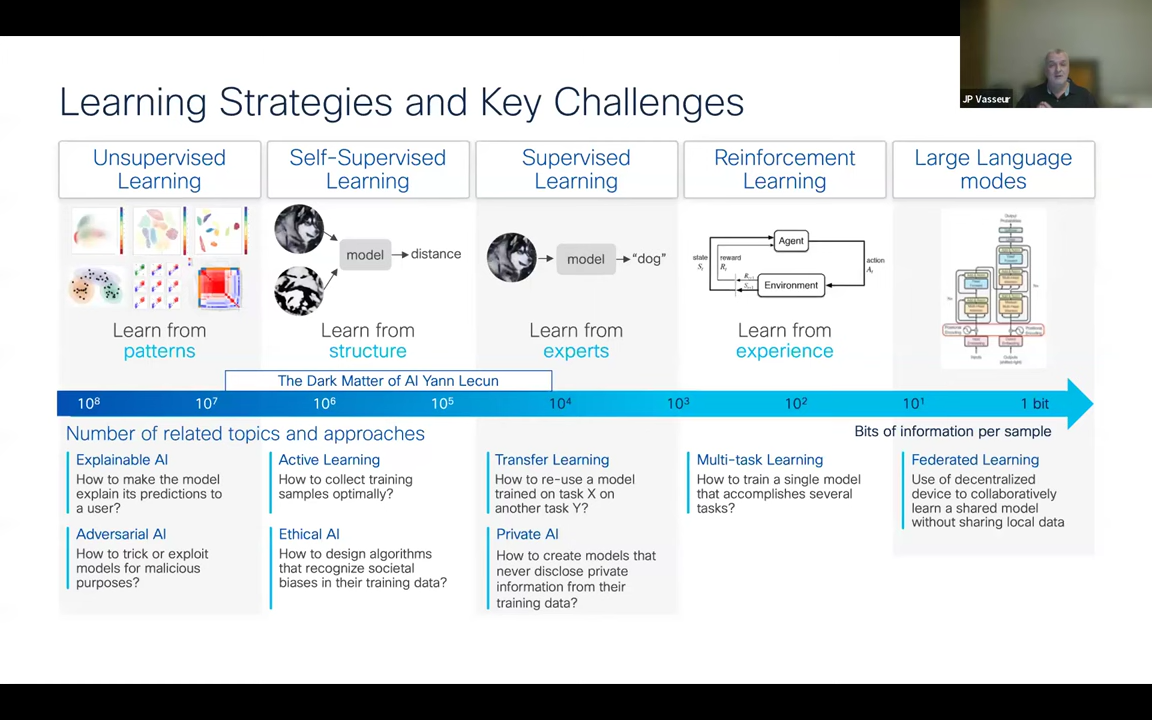 JP Vasseur
Learning Strategies and Key Challenges
Unsupervised
Learning
Self-Supervised
Learning
Supervised
Learning
Reinforcement
Learning
Large Language
modes
model
distance
model
"dog"
Agent
state
reward
action
Environment
Learn from
patterns
Learn from
structure
Learn from
experts
Learn from
experience
The Dark Matter of AI Yann Lecun
10⁸ 10⁷ 10⁶ 10⁵ 10⁴ 10³ 10² 10¹ 1 bit
Number of related topics and approaches
Bits of information per sample
Explainable AI
How to make the model
explain its predictions to
a user?
Adversarial AI
How to trick or exploit
models for malicious
purposes?
Active Learning
How to collect training
samples optimally?
Ethical AI
How to design algorithms
that recognize societal
biases in their training data?
Transfer Learning
How to re-use a model
trained on task X on
another task Y?
Private AI
How to create models that
never disclose private
information from their
training data?
Multi-task Learning
How to train a single model
that accomplishes several
tasks?
Federated Learning
Use of decentralized
device to collaboratively
learn a shared model
without sharing local data